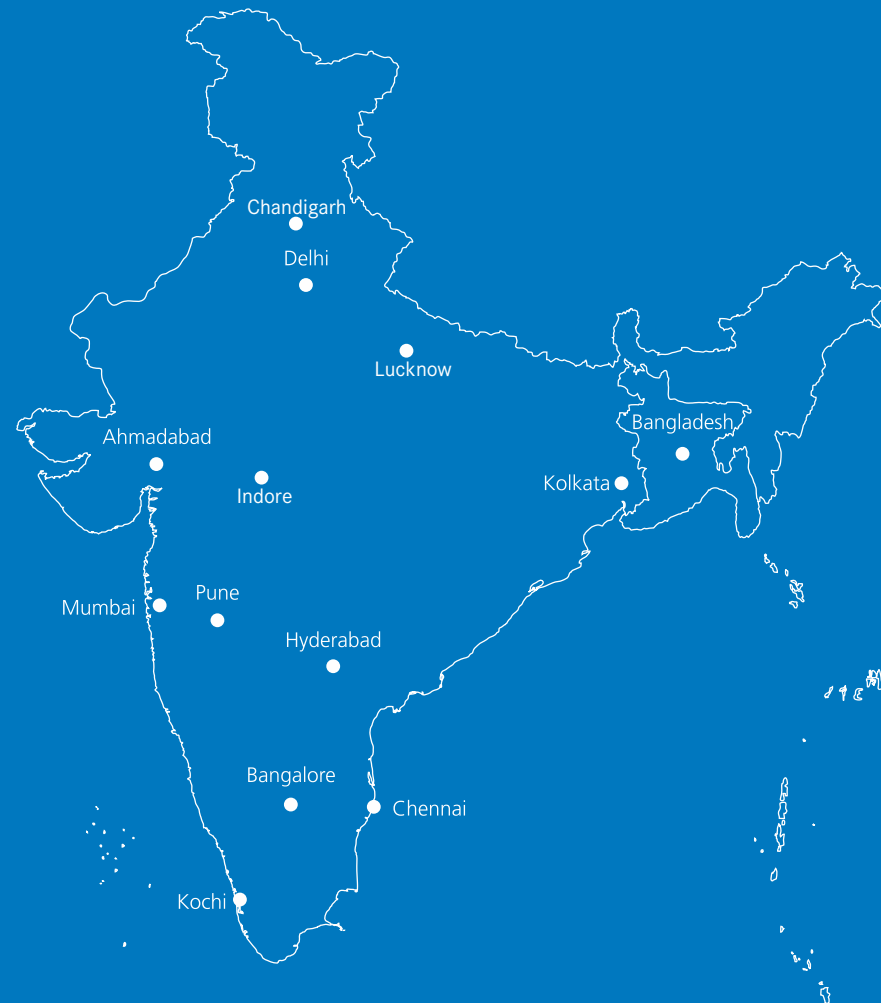 Chandigarh
Delhi
Lucknow
Bangladesh
Ahmadabad
Kolkata
Indore
Pune
Mumbai
Hyderabad
Bangalore
Chennai
Kochi